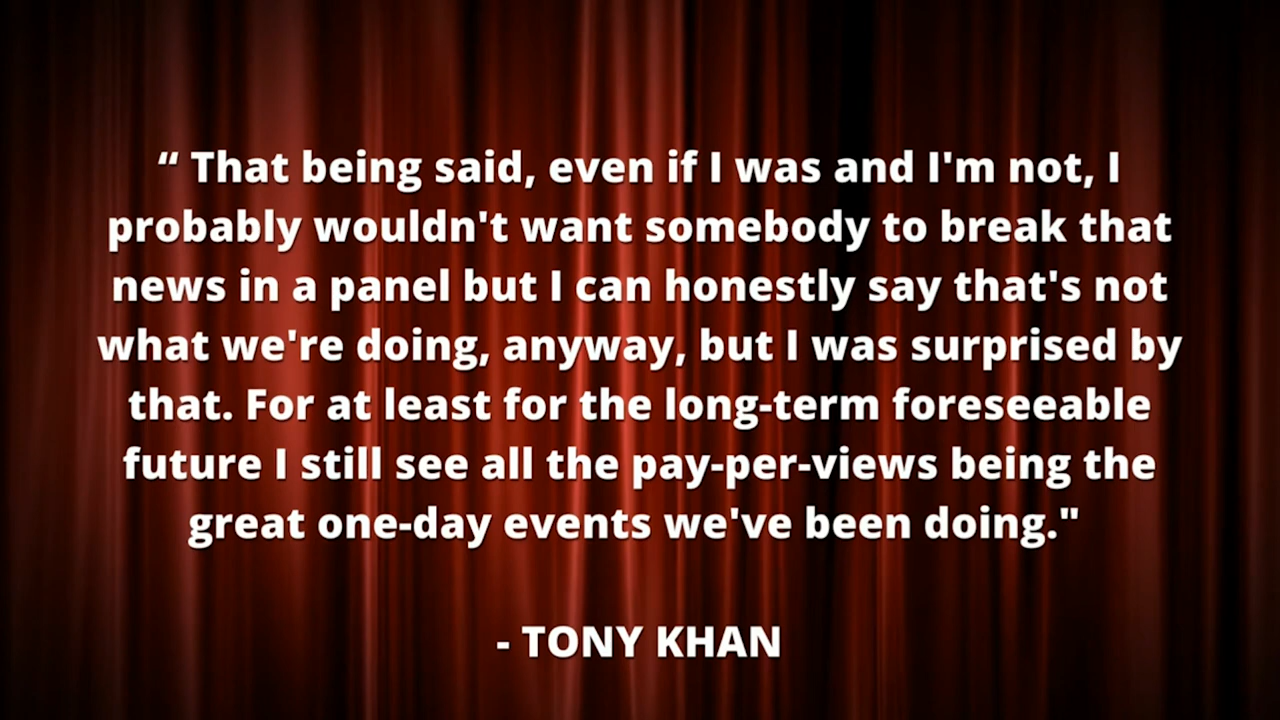 “ That being said, even if I was and I'm not, I
probably wouldn't want somebody to break that
news in a panel but I can honestly say that's not
what we're doing, anyway, but I was surprised by
that. For at least for the long-term foreseeable
future I still see all the pay-per-views being the
great one-day events we've been doing."
- TONY KHAN